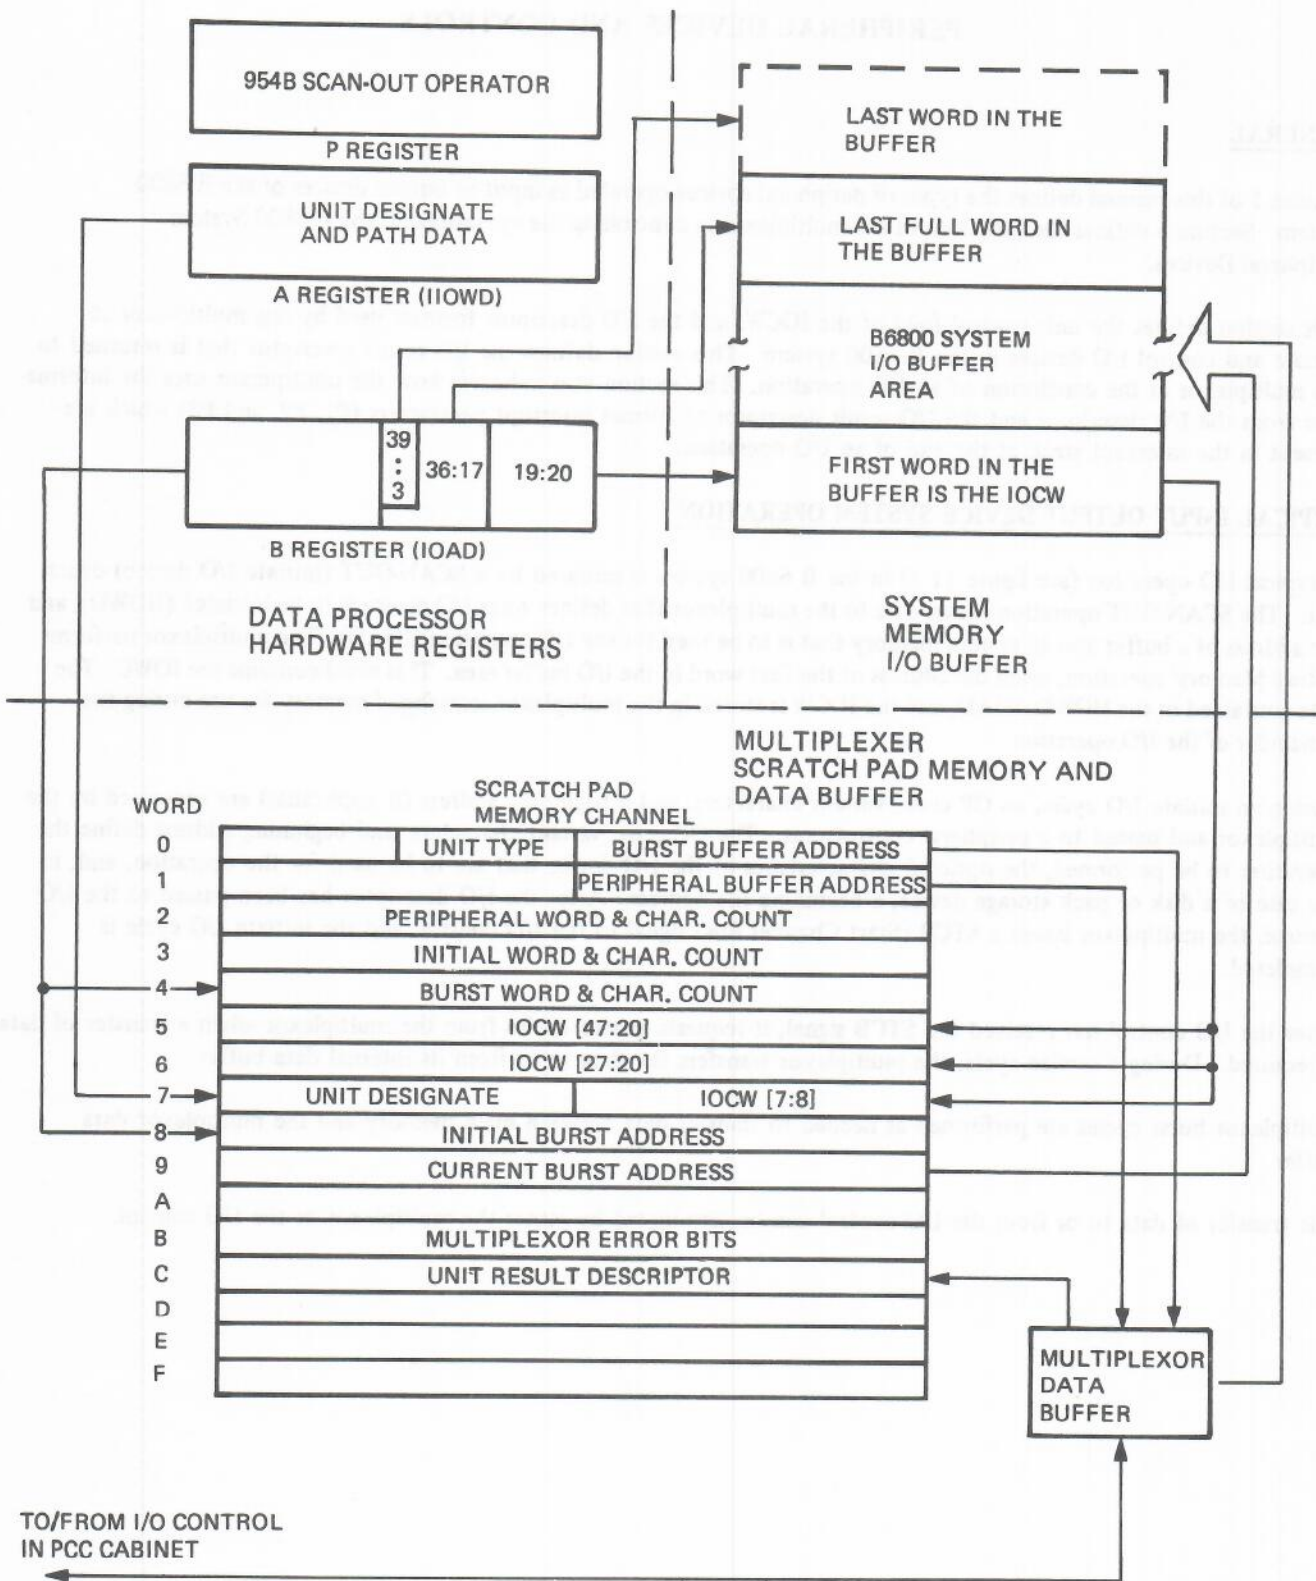 954B SCAN-OUT OPERATOR
P REGISTER
UNIT DESIGNATE
AND PATH DATA
A REGISTER (IIOWD)
39
:
3
36:17
19:20
B REGISTER (IOAD)
DATA PROCESSOR
HARDWARE REGISTERS
LAST WORD IN THE
BUFFER
LAST FULL WORD IN
THE BUFFER
B6800 SYSTEM
I/O BUFFER
AREA
FIRST WORD IN THE
BUFFER IS THE IOCW
SYSTEM
MEMORY
I/O BUFFER
MULTIPLEXER
SCRATCH PAD MEMORY AND
DATA BUFFER
SCRATCH PAD
MEMORY CHANNEL
WORD
0 UNIT TYPE BURST BUFFER ADDRESS
1 PERIPHERAL BUFFER ADDRESS
2 PERIPHERAL WORD & CHAR. COUNT
3 INITIAL WORD & CHAR. COUNT
4 BURST WORD & CHAR. COUNT
5 IOCW [47:20]
6 IOCW [27:20]
7 UNIT DESIGNATE IOCW [7:8]
8 INITIAL BURST ADDRESS
9 CURRENT BURST ADDRESS
A
B MULTIPLEXOR ERROR BITS
C UNIT RESULT DESCRIPTOR
D
E
F
MULTIPLEXOR
DATA
BUFFER
TO/FROM I/O CONTROL
IN PCC CABINET